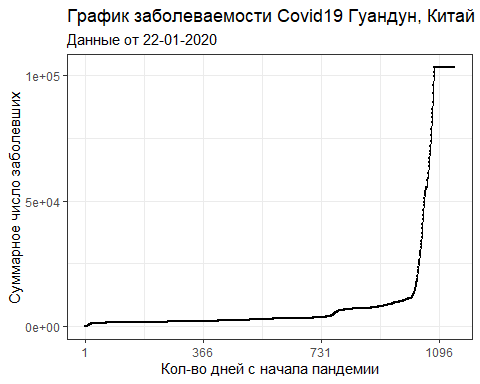 График заболеваемости Covid19 Гуандун, Китай
Данные от 22-01-2020
Суммарное число заболевших
1e+05
5e+04
0e+00
1 366 731 1096
Кол-во дней с начала пандемии